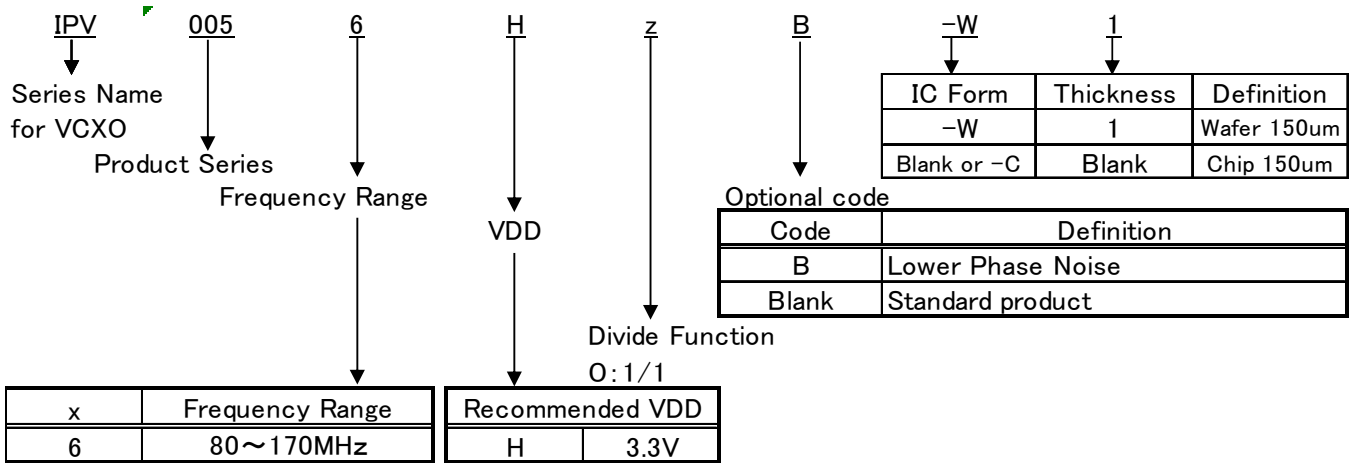 IPV 005 6 H z B -W 1
Series Name
for VCXO
Product Series
Frequency Range
VDD
Divide Function
O:1/1
IC Form Thickness Definition
-W 1 Wafer 150um
Blank or -C Blank Chip 150um
Optional code
Code Definition
B Lower Phase Noise
Blank Standard product
x Frequency Range
6 80～170MHz
Recommended VDD
H 3.3V